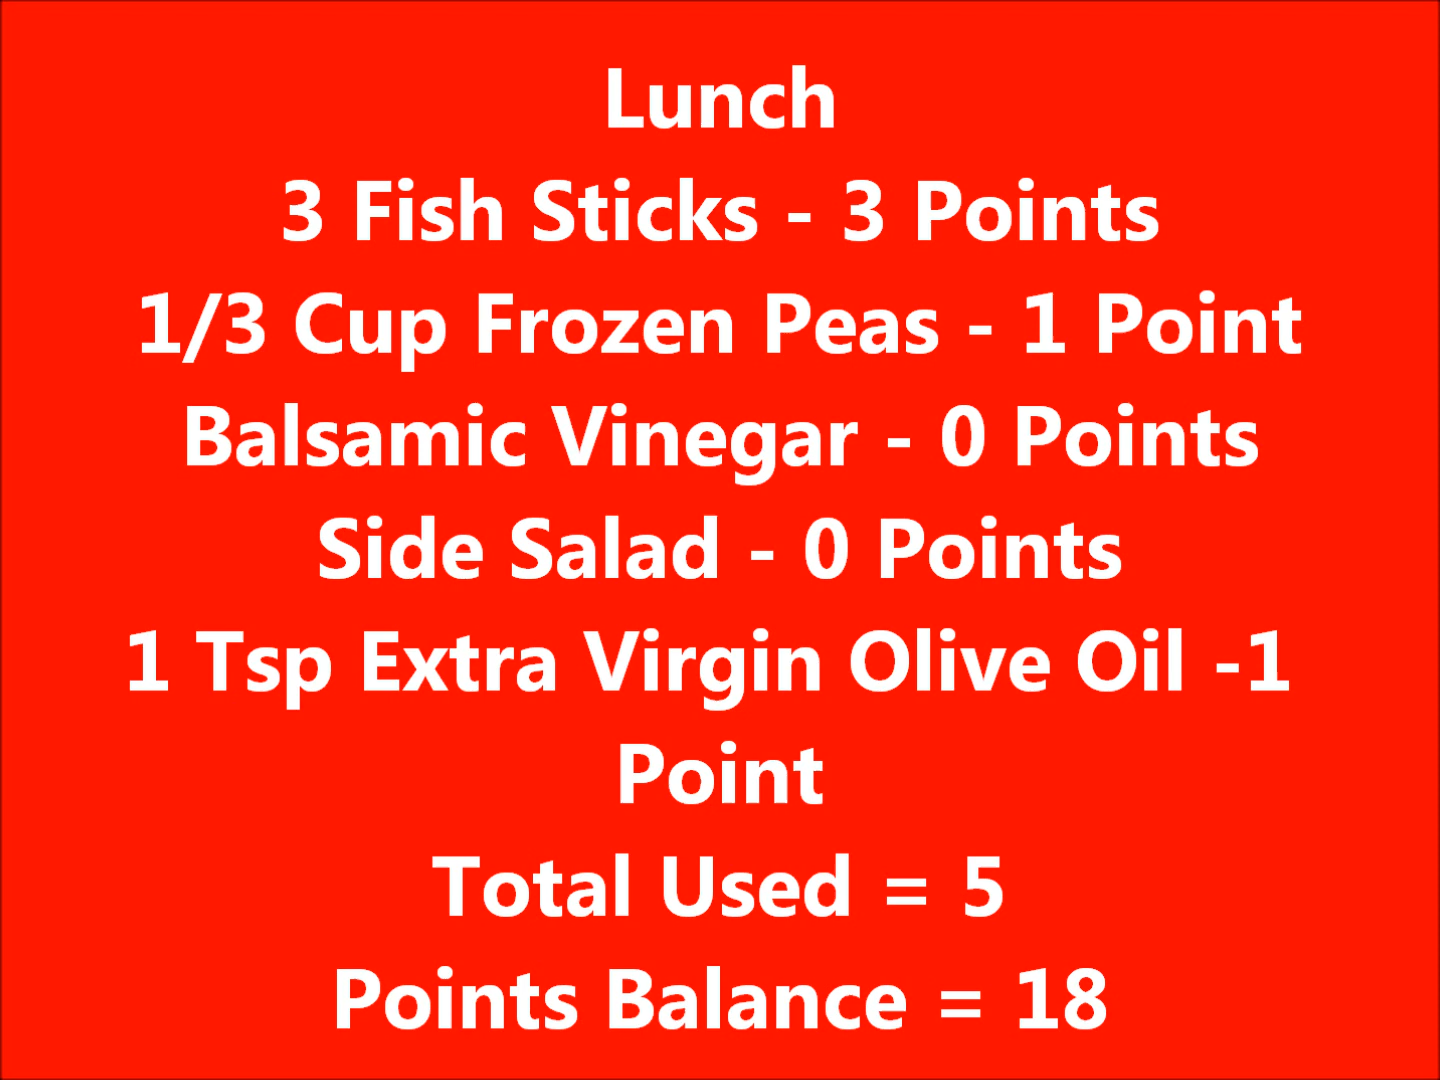 Lunch
3 Fish Sticks - 3 Points
1/3 Cup Frozen Peas - 1 Point
Balsamic Vinegar - 0 Points
Side Salad - 0 Points
1 Tsp Extra Virgin Olive Oil -1
Point
Total Used = 5
Points Balance = 18